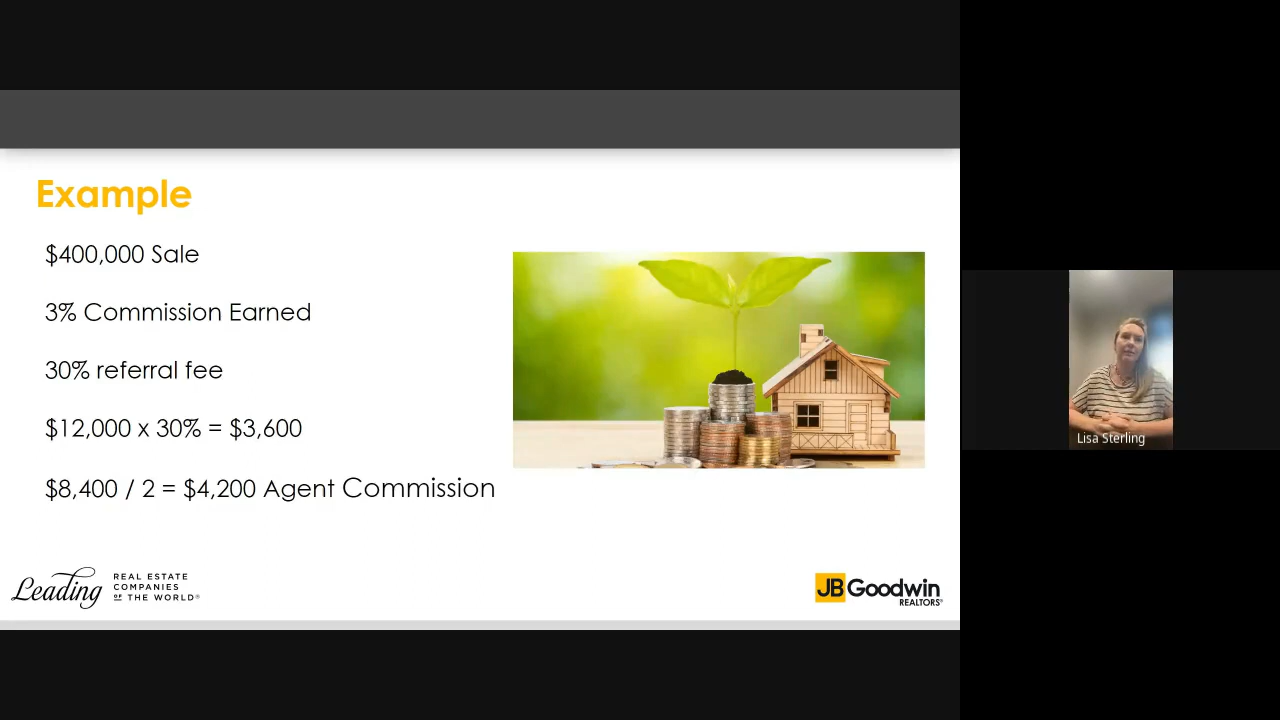 Example
$400,000 Sale
3% Commission Earned
30% referral fee
$12,000 x 30% = $3,600
$8,400 / 2 = $4,200 Agent Commission
Leading REAL ESTATE
COMPANIES
OF THE WORLD®
JBGoodwin
REALTORS®
Lisa Sterling